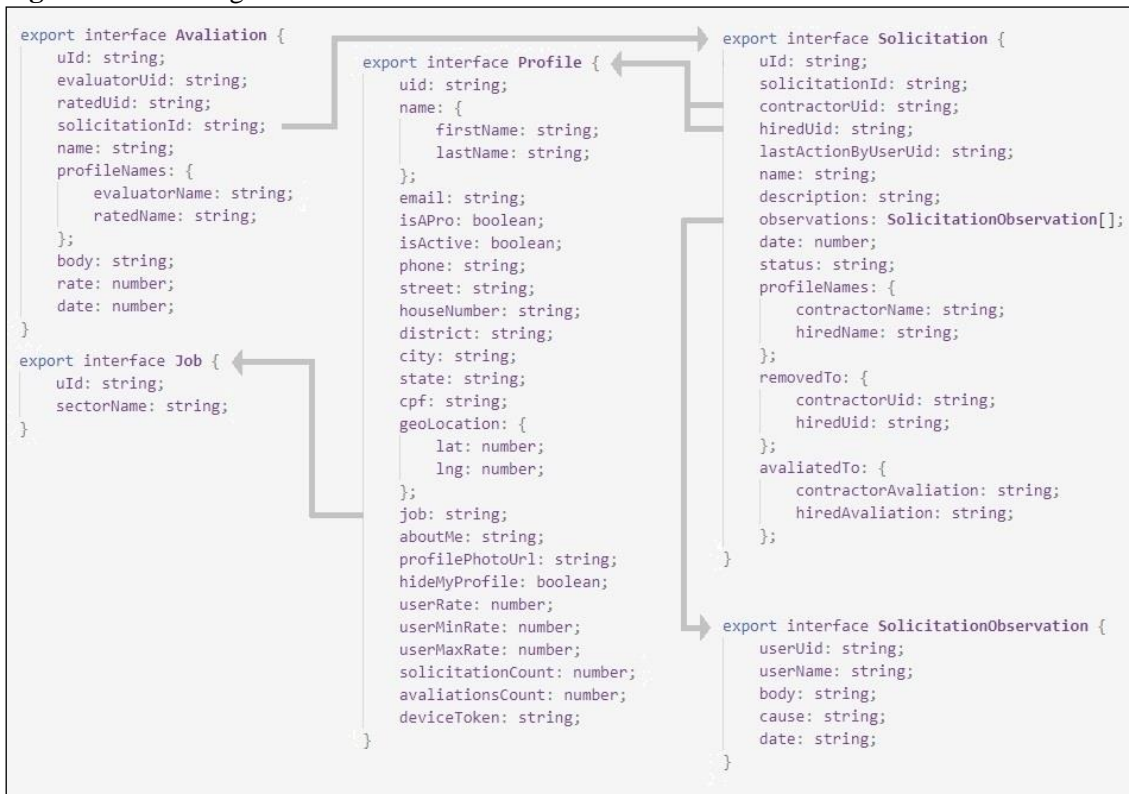 export interface Avaliation {
uId: string;
evaluatorUid: string;
ratedUid: string;
solicitationId: string;
name: string;
profileNames: {
evaluatorName: string;
ratedName: string;
};
body: string;
rate: number;
date: number;
}
export interface Job {
uId: string;
sectorName: string;
}
export interface Profile {
uid: string;
name: {
firstName: string;
lastName: string;
};
email: string;
isAPro: boolean;
isActive: boolean;
phone: string;
street: string;
houseNumber: string;
district: string;
city: string;
state: string;
cpf: string;
geoLocation: {
lat: number;
lng: number;
};
job: string;
aboutMe: string;
profilePhotoUrl: string;
hideMyProfile: boolean;
userRate: number;
userMinRate: number;
userMaxRate: number;
solicitationCount: number;
avaliationsCount: number;
deviceToken: string;
}
export interface Solicitation {
uId: string;
solicitationId: string;
contractorUid: string;
hiredUid: string;
lastActionByUserUid: string;
name: string;
description: string;
observations: SolicitationObservation[];
date: number;
status: string;
profileNames: {
contractorName: string;
hiredName: string;
};
removedTo: {
contractorUid: string;
hiredUid: string;
};
avaliatedTo: {
contractorAvaliation: string;
hiredAvaliation: string;
};
}
export interface SolicitationObservation {
userUid: string;
userName: string;
body: string;
cause: string;
date: string;
}